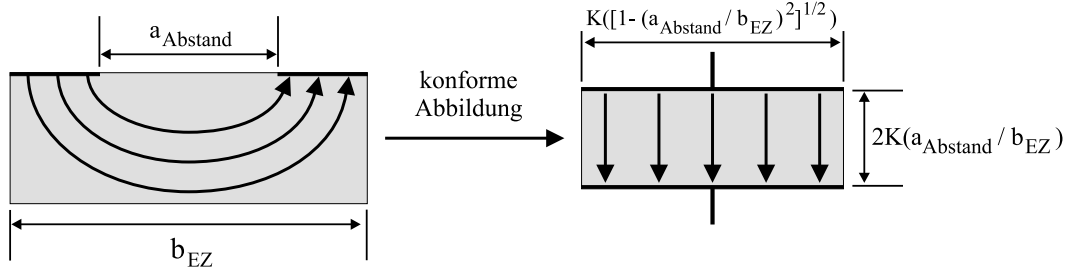 a_Abstand
b_EZ
konforme
Abbildung
K([1- (a_Abstand / b_EZ)^2]^1/2)
2K(a_Abstand / b_EZ)